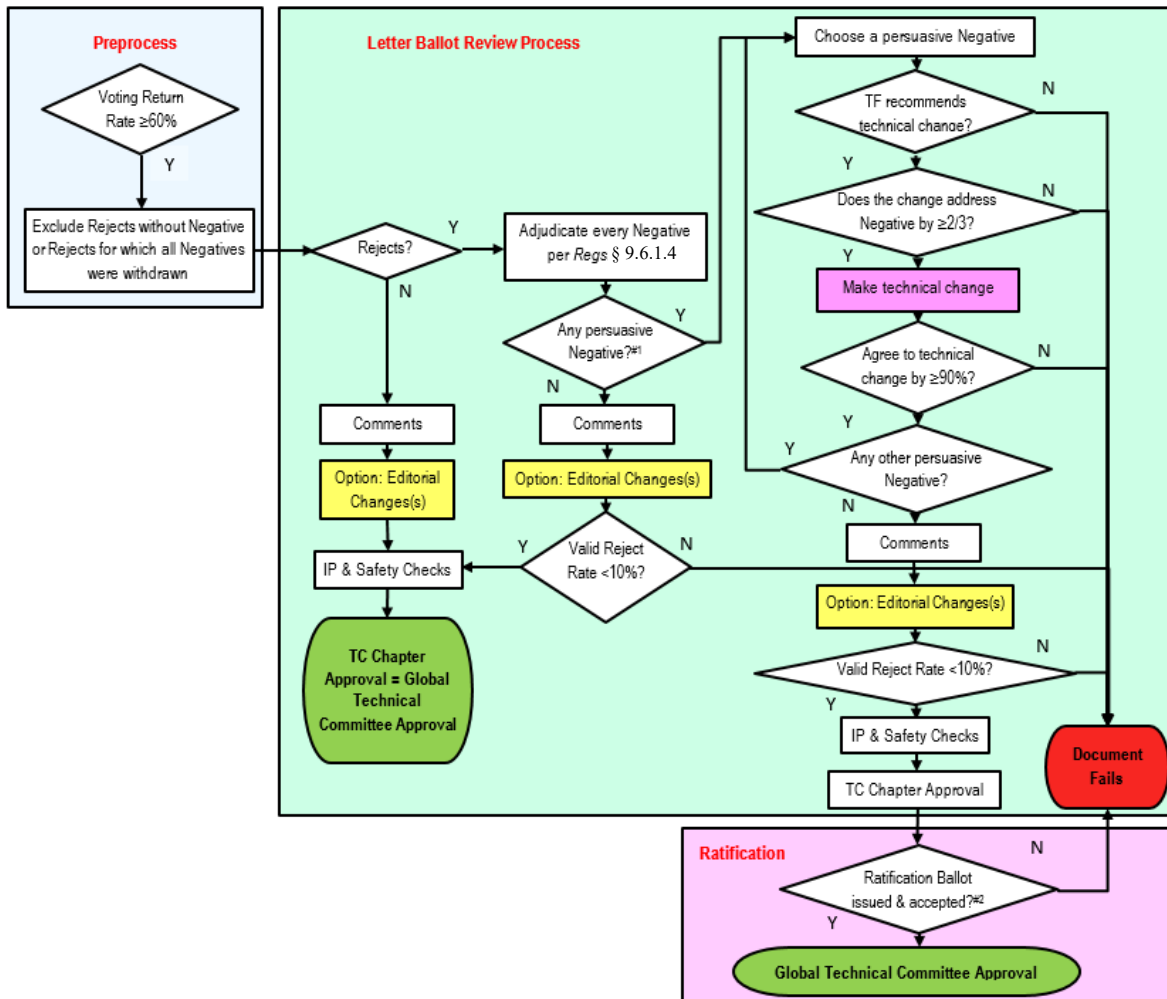 Preprocess
Voting Return
Rate ≥60%
Y
Exclude Rejects without Negative
or Rejects for which all Negatives
were withdrawn
Letter Ballot Review Process
Rejects?
Y
N
Comments
Option: Editorial
Changes(s)
IP & Safety Checks
TC Chapter
Approval = Global
Technical
Committee Approval
Adjudicate every Negative
per Regs § 9.6.1.4
Any persuasive
Negative?#1
Y
N
Comments
Option: Editorial Changes(s)
Valid Reject
Rate <10%?
Y
N
Choose a persuasive Negative
TF recommends
technical change?
N
Y
Does the change address
Negative by ≥2/3?
N
Y
Make technical change
Agree to technical
change by ≥90%?
N
Y
Any other persuasive
Negative?
Y
N
Comments
Option: Editorial Changes(s)
Valid Reject Rate <10%?
N
Y
IP & Safety Checks
TC Chapter Approval
Document
Fails
Ratification
Ratification Ballot
issued & accepted?#2
N
Y
Global Technical Committee Approval